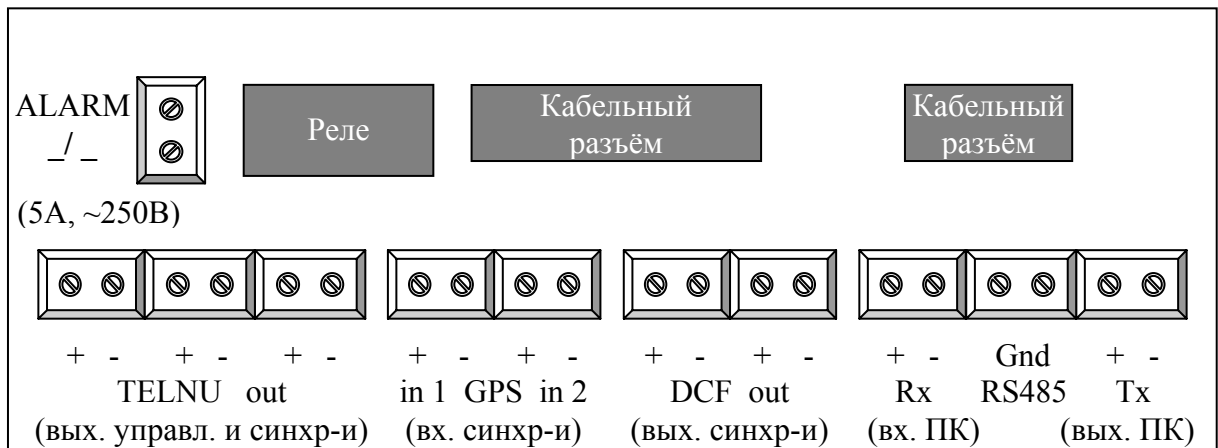 ALARM
_/ _
(5А, ~250В)
Реле
Кабельный
разъём
Кабельный
разъём
+ - + - + - + - + - + - + - + - Gnd + -
TELNU out in 1 GPS in 2 DCF out Rx RS485 Tx
(вых. управл. и синхр-и) (вх. синхр-и) (вых. синхр-и) (вх. ПК) (вых. ПК)